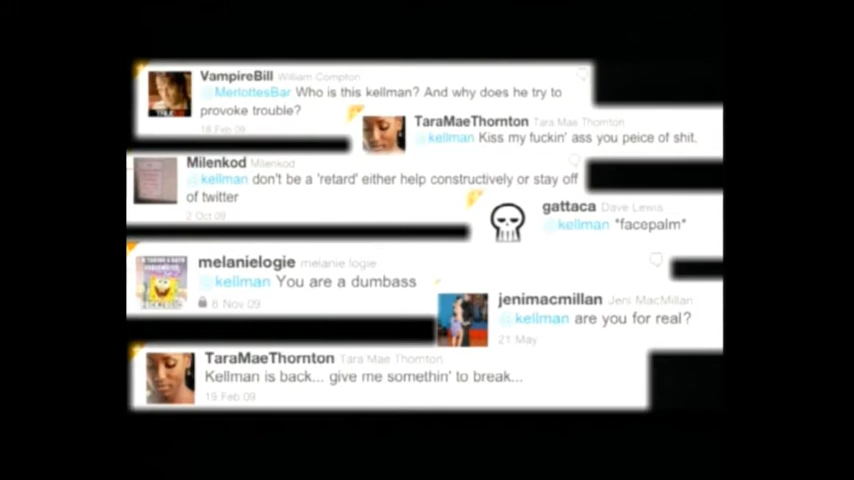 VampireBill William Compton
@MerlottesBar Who is this kellman? And why does he try to
provoke trouble?
18 Feb 09
TaraMaeThornton Tara Mae Thornton
@kellman Kiss my fuckin' ass you peice of shit.
Milenkod Milenkod
@kellman don't be a 'retard' either help constructively or stay off
of twitter
2 Oct 09
gattaca Dave Lewis
@kellman *facepalm*
melanielogie melanie logie
@kellman You are a dumbass
6 Nov 09
jenimacmillan Jeni MacMillan
@kellman are you for real?
21 May
TaraMaeThornton Tara Mae Thornton
Kellman is back... give me somethin' to break...
19 Feb 09